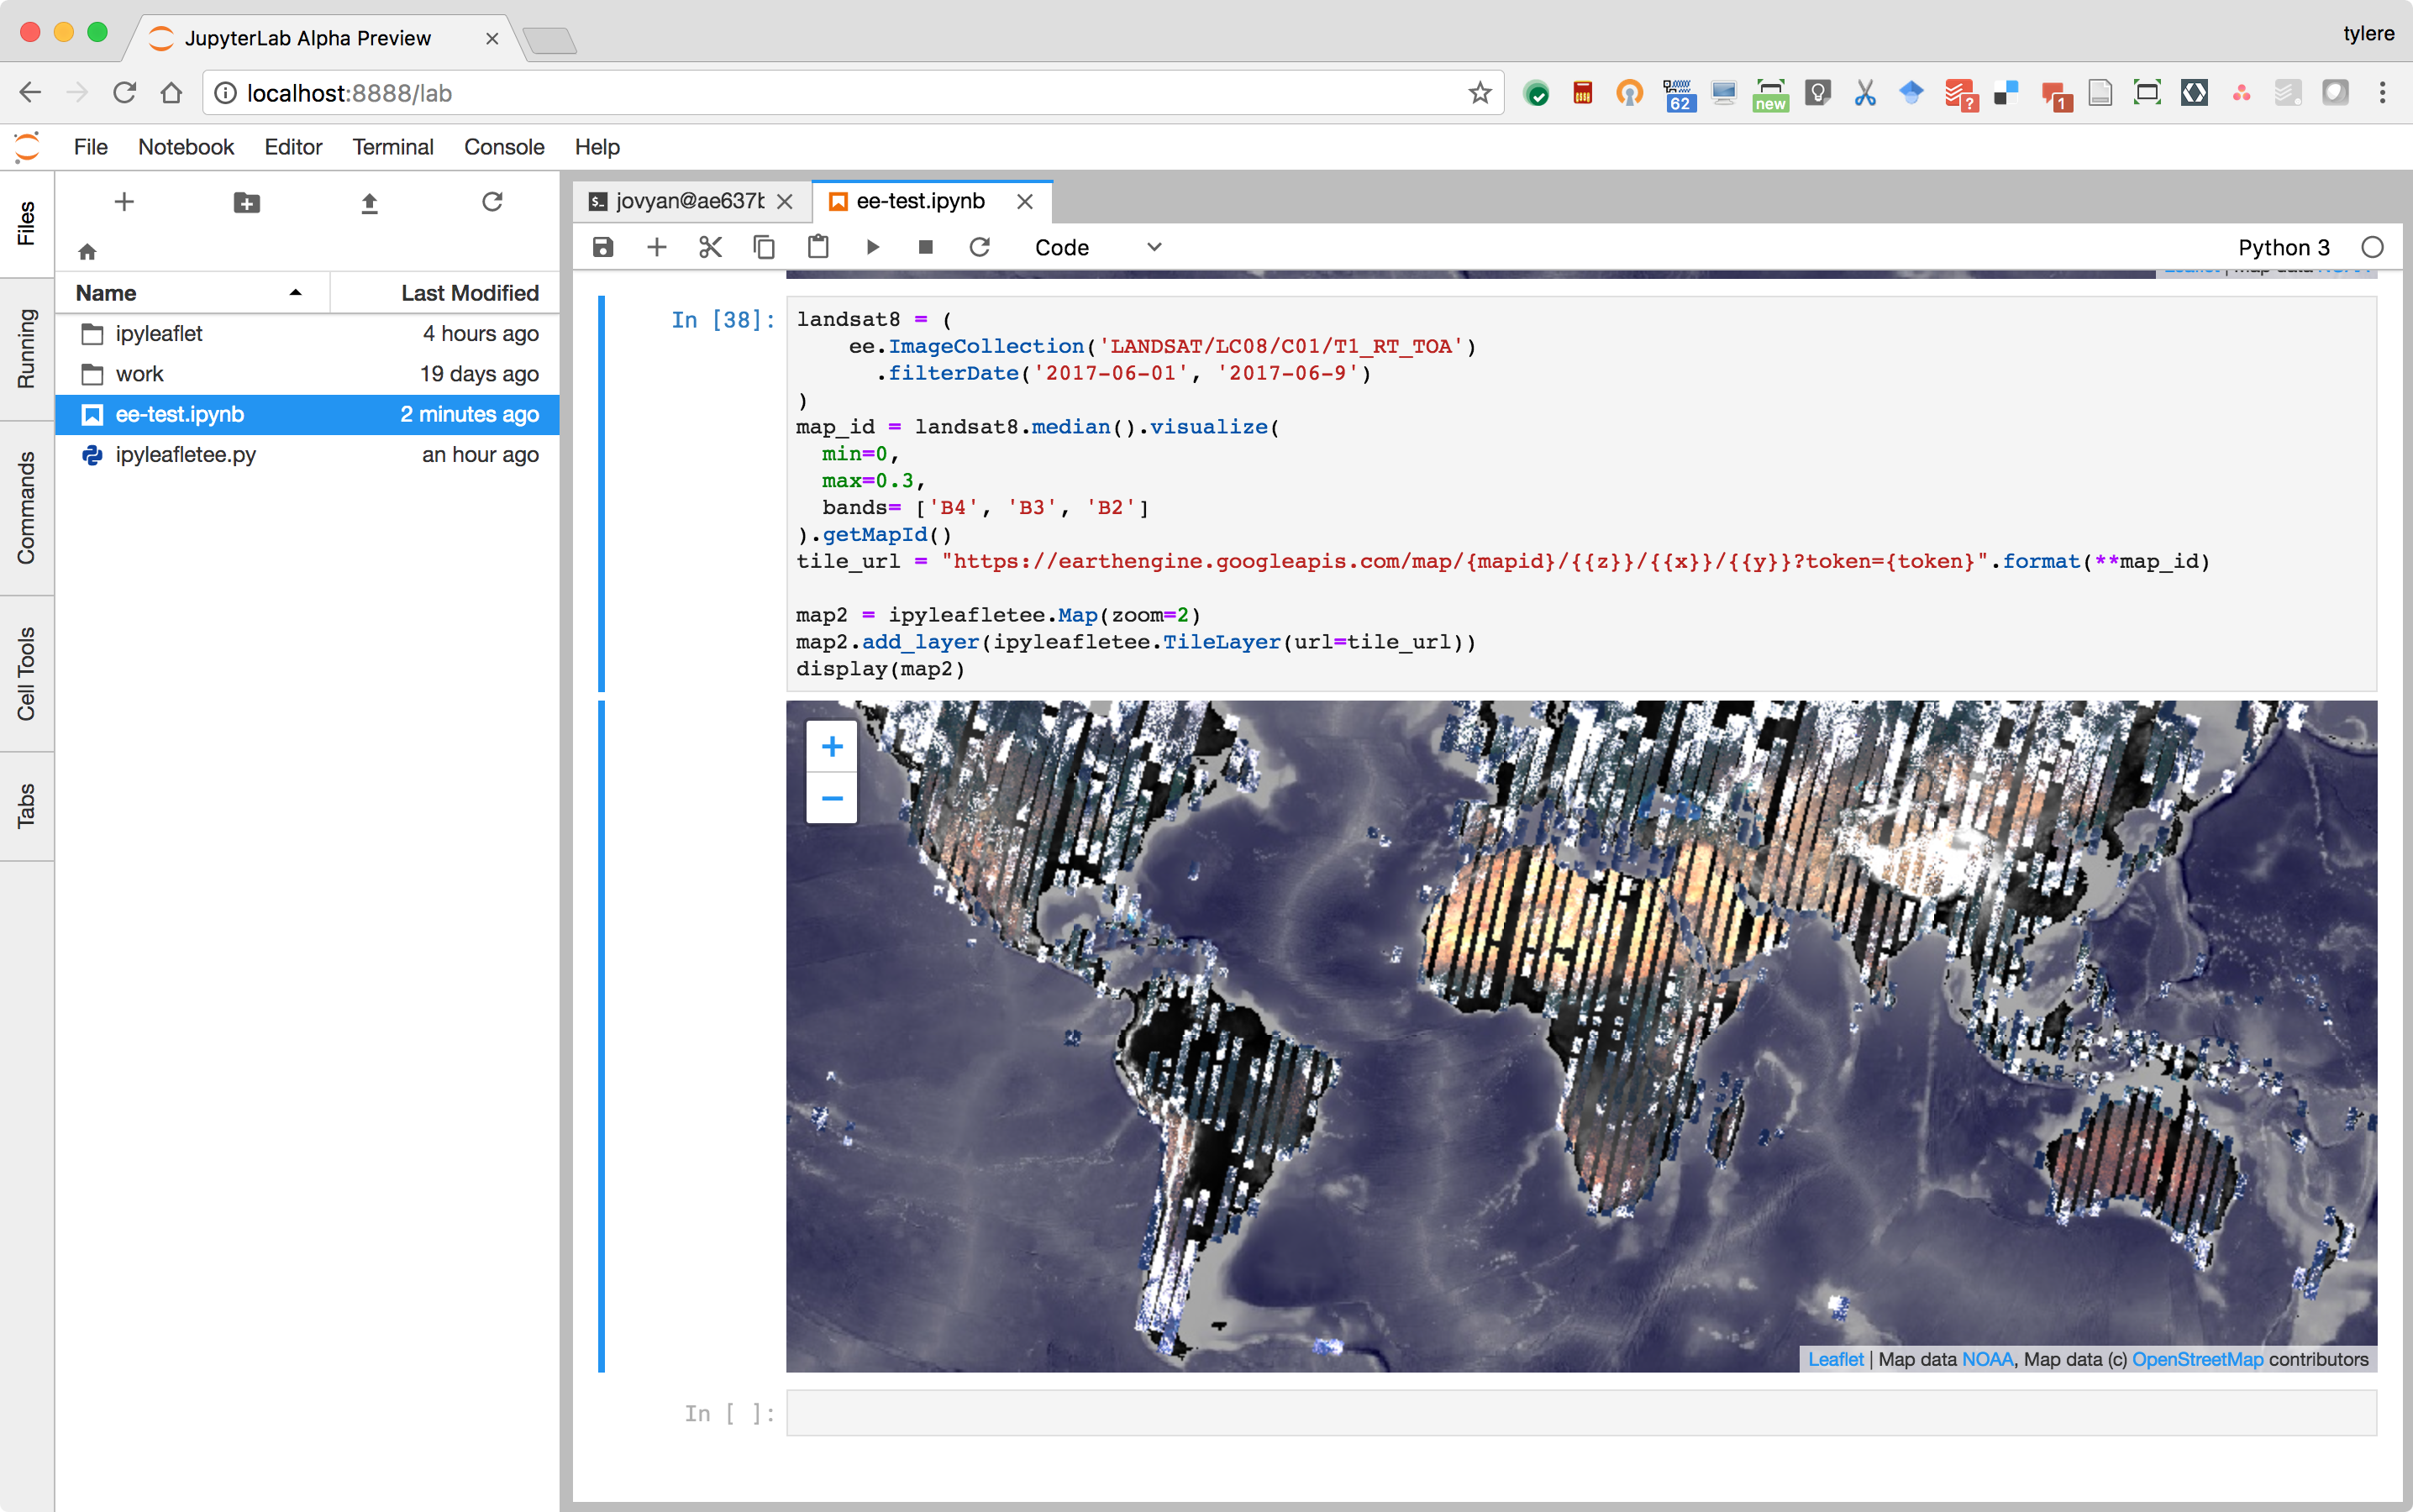 JupyterLab Alpha Preview
tylere
localhost:8888/lab
62
new
?
1
File Notebook Editor Terminal Console Help
Files
Running
Commands
Cell Tools
Tabs
Name Last Modified
ipyleaflet 4 hours ago
work 19 days ago
ee-test.ipynb 2 minutes ago
ipyleafletee.py an hour ago
$_ jovyan@ae637b ee-test.ipynb
Code Python 3
Leaflet | Map data NOAA
In [38]:
landsat8 = (
    ee.ImageCollection('LANDSAT/LC08/C01/T1_RT_TOA')
      .filterDate('2017-06-01', '2017-06-9')
)
map_id = landsat8.median().visualize(
  min=0,
  max=0.3,
  bands= ['B4', 'B3', 'B2']
).getMapId()
tile_url = "https://earthengine.googleapis.com/map/{mapid}/{{z}}/{{x}}/{{y}}?token={token}".format(**map_id)
map2 = ipyleafletee.Map(zoom=2)
map2.add_layer(ipyleafletee.TileLayer(url=tile_url))
display(map2)
+
−
Leaflet | Map data NOAA, Map data (c) OpenStreetMap contributors
In [ ]: